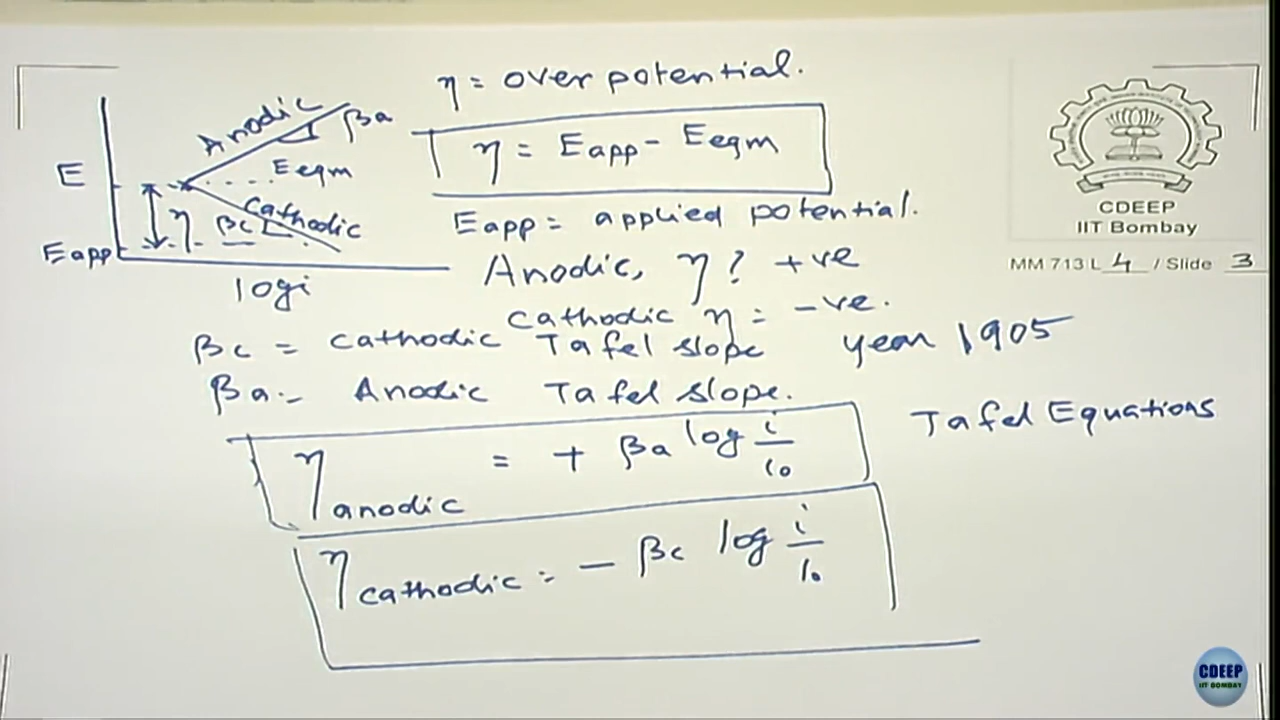 η = over potential.
Anodic βa
η = Eapp - Eeqm
E
Eeqm
η βc cathodic
Eapp
Eapp = applied potential.
log i
Anodic, η? +ve
cathodic η = -ve.
βc = cathodic Tafel slope year 1905
βa :- Anodic Tafel slope.
Tafel Equations
η anodic = + βa log i/i₀
η cathodic = - βc log i/i₀
CDEEP
IIT Bombay
MM 713 L 4 / Slide 3
CDEEP
IIT BOMBAY